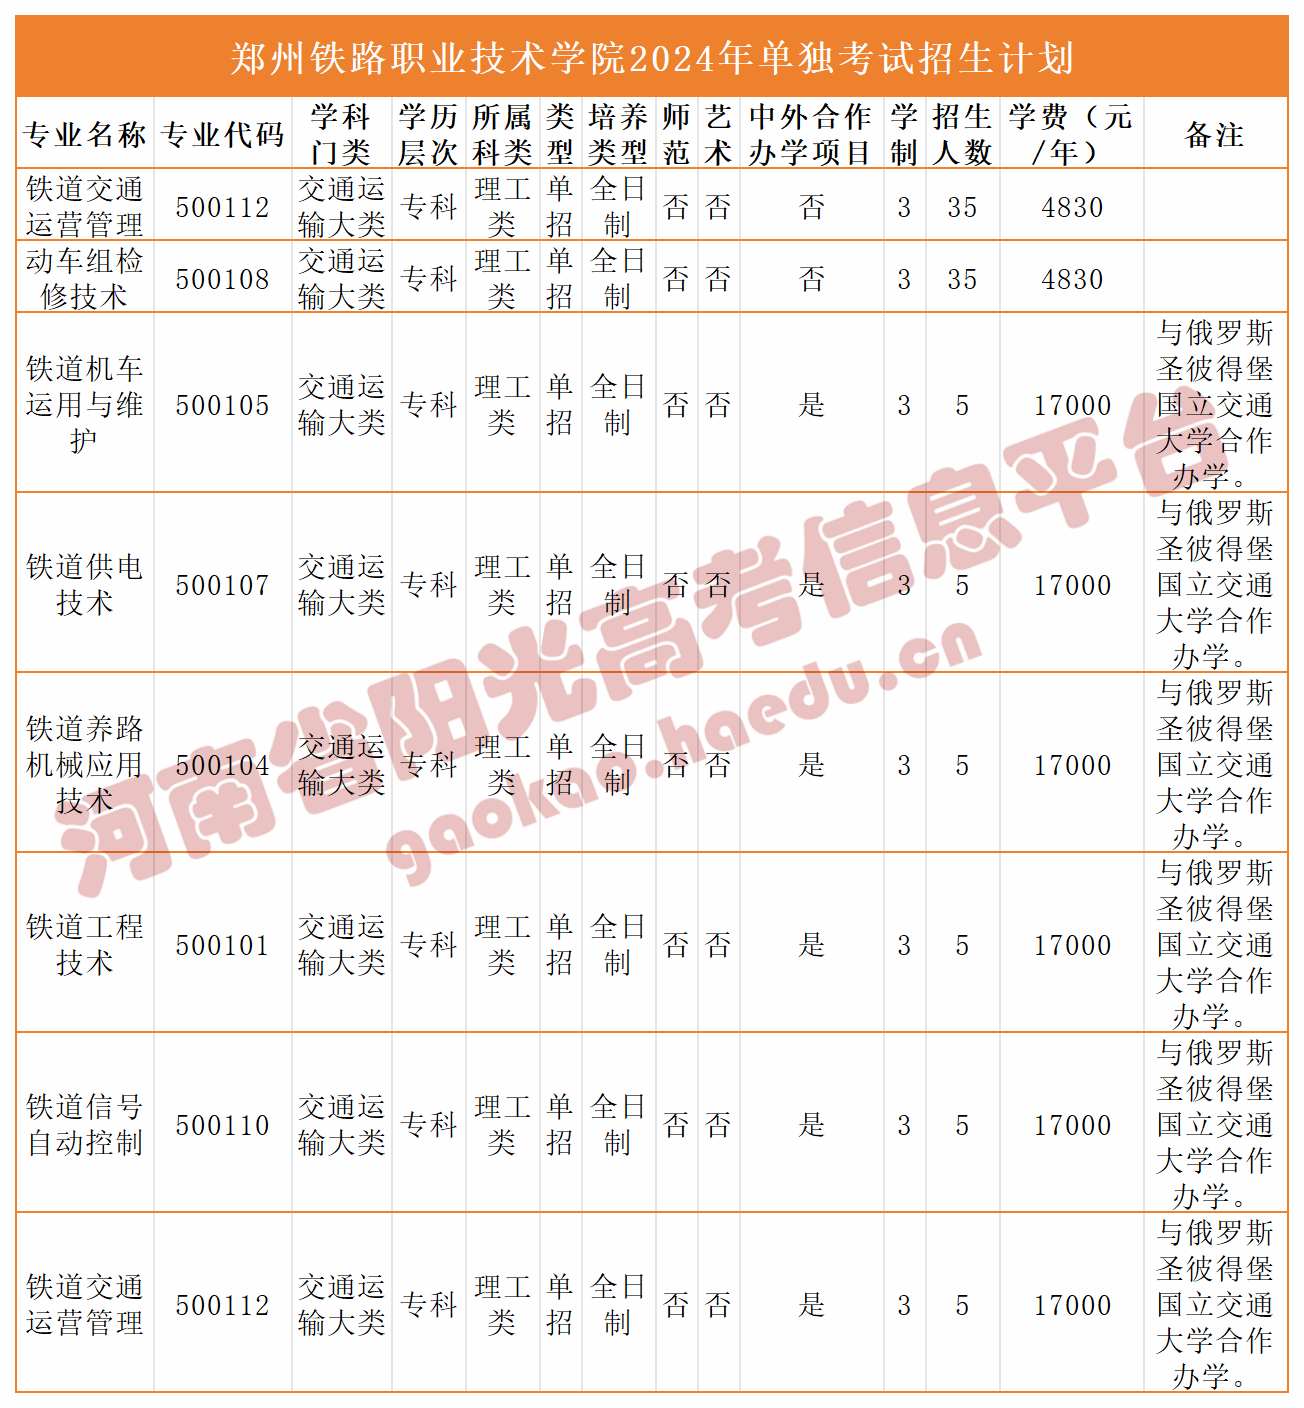 郑州铁路职业技术学院2024年单独考试招生计划
专业名称 专业代码 学科门类 学历层次 所属科类 类型 培养类型 师范 艺术 中外合作办学项目 学制 招生人数 学费（元/年） 备注
铁道交通运营管理 500112 交通运输大类 专科 理工类 单招 全日制 否 否 否 3 35 4830
动车组检修技术 500108 交通运输大类 专科 理工类 单招 全日制 否 否 否 3 35 4830
铁道机车运用与维护 500105 交通运输大类 专科 理工类 单招 全日制 否 否 是 3 5 17000 与俄罗斯圣彼得堡国立交通大学合作办学。
铁道供电技术 500107 交通运输大类 专科 理工类 单招 全日制 否 否 是 3 5 17000 与俄罗斯圣彼得堡国立交通大学合作办学。
铁道养路机械应用技术 500104 交通运输大类 专科 理工类 单招 全日制 否 否 是 3 5 17000 与俄罗斯圣彼得堡国立交通大学合作办学。
铁道工程技术 500101 交通运输大类 专科 理工类 单招 全日制 否 否 是 3 5 17000 与俄罗斯圣彼得堡国立交通大学合作办学。
铁道信号自动控制 500110 交通运输大类 专科 理工类 单招 全日制 否 否 是 3 5 17000 与俄罗斯圣彼得堡国立交通大学合作办学。
铁道交通运营管理 500112 交通运输大类 专科 理工类 单招 全日制 否 否 是 3 5 17000 与俄罗斯圣彼得堡国立交通大学合作办学。
河南省阳光高考信息平台
gaokao.haedu.cn